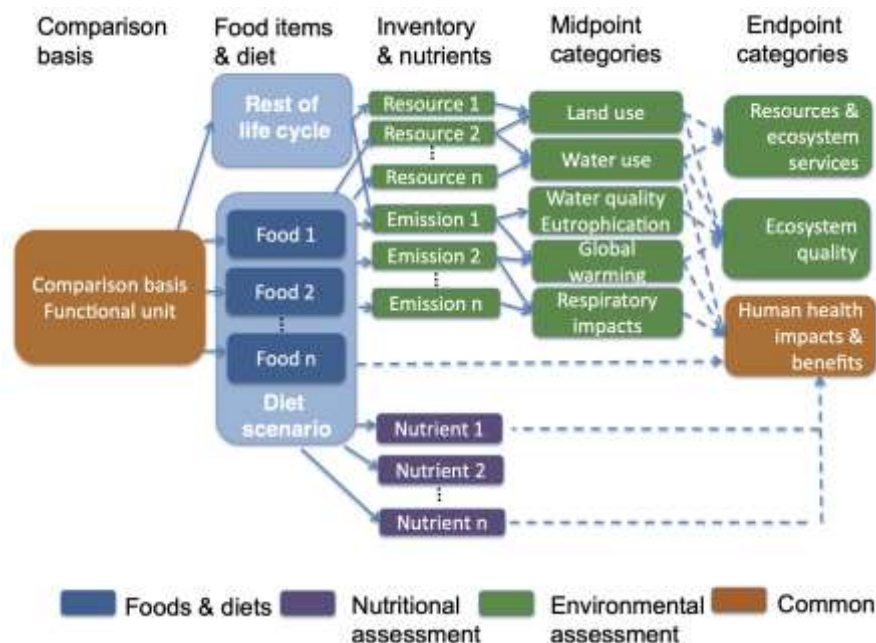 Comparison
basis
Food items
& diet
Inventory
& nutrients
Midpoint
categories
Endpoint
categories
Rest of
life cycle
Resource 1
Resource 2
Resource n
Land use
Water use
Resources &
ecosystem
services
Comparison basis
Functional unit
Food 1
Food 2
Food n
Diet
scenario
Emission 1
Emission 2
Emission n
Water quality
Eutrophication
Global
warming
Respiratory
impacts
Ecosystem
quality
Human health
impacts &
benefits
Nutrient 1
Nutrient 2
Nutrient n
Foods & diets
Nutritional
assessment
Environmental
assessment
Common